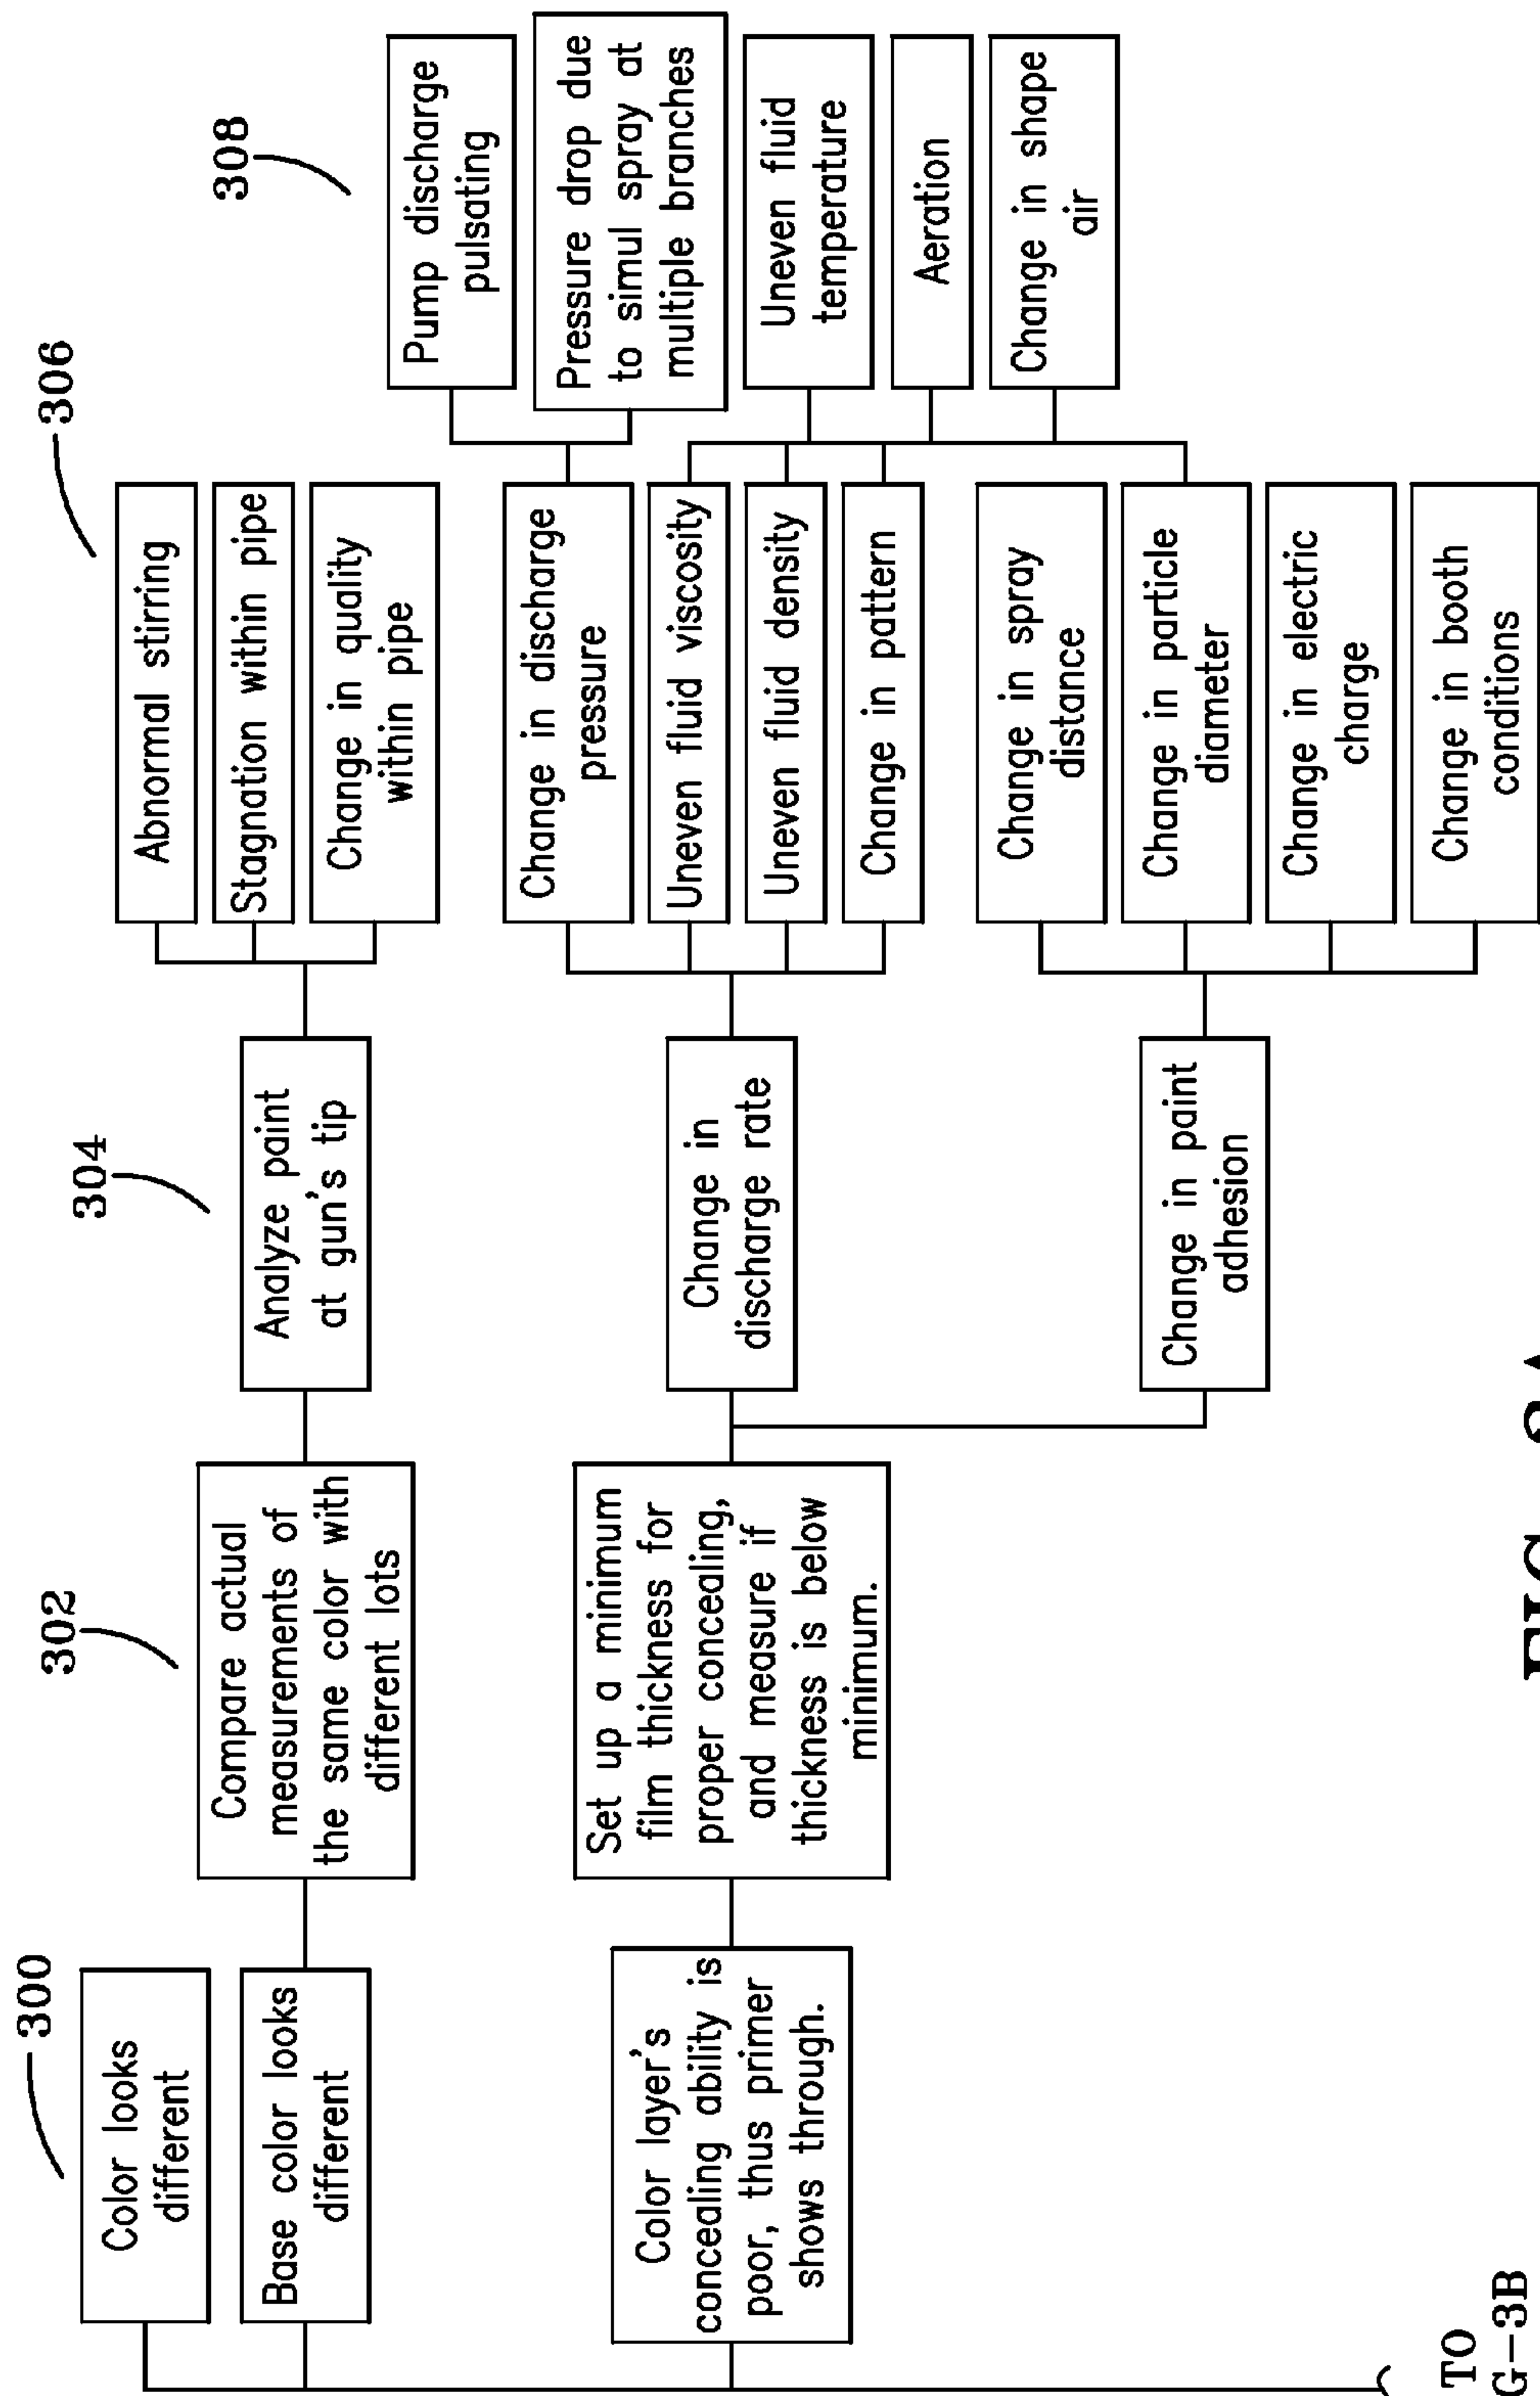 300
Color looks
different
Base color looks
different
Color layer's
concealing ability is
poor, thus primer
shows through.
302
Compare actual
measurements of
the same color with
different lots
Set up a minimum
film thickness for
proper concealing,
and measure if
thickness is below
minimum.
304
Analyze paint
at gun's tip
Change in
discharge rate
Change in paint
adhesion
306
Abnormal stirring
Stagnation within pipe
Change in quality
within pipe
Change in discharge
pressure
Uneven fluid viscosity
Uneven fluid density
Change in pattern
Change in spray
distance
Change in particle
diameter
Change in electric
charge
Change in booth
conditions
308
Pump discharge
pulsating
Pressure drop due
to simul spray at
multiple branches
Uneven fluid
temperature
Aeration
Change in shape
air
TO
G-3B